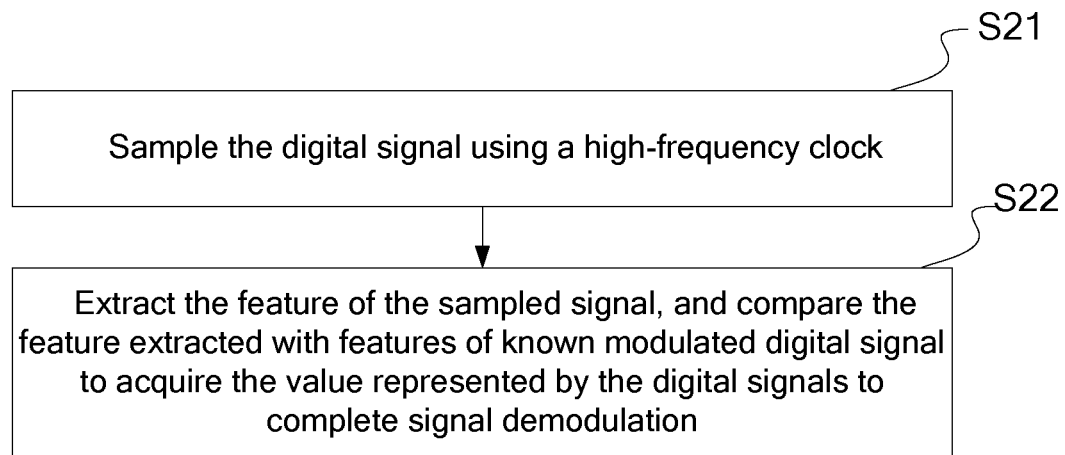 S21
Sample the digital signal using a high-frequency clock
S22
Extract the feature of the sampled signal, and compare the
feature extracted with features of known modulated digital signal
to acquire the value represented by the digital signals to
complete signal demodulation